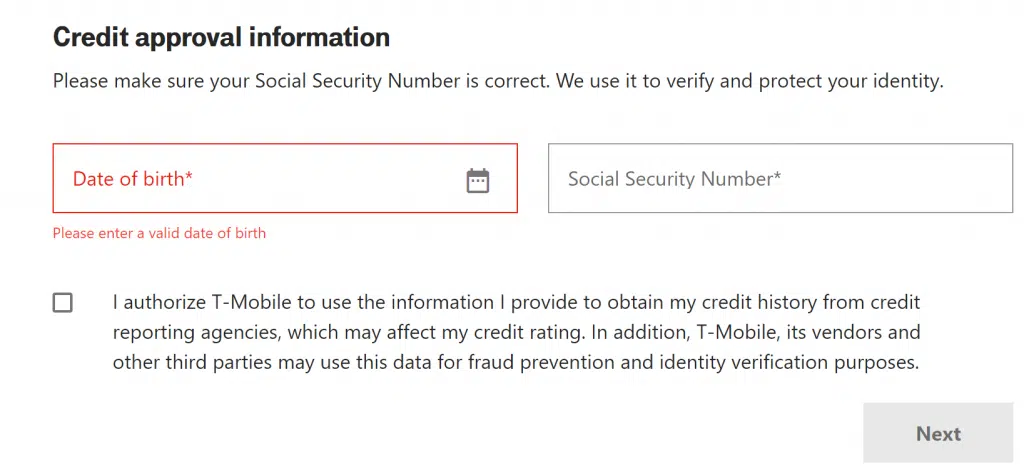 Credit approval information
Please make sure your Social Security Number is correct. We use it to verify and protect your identity.
Date of birth*
Social Security Number*
Please enter a valid date of birth
I authorize T-Mobile to use the information I provide to obtain my credit history from credit
reporting agencies, which may affect my credit rating. In addition, T-Mobile, its vendors and
other third parties may use this data for fraud prevention and identity verification purposes.
Next